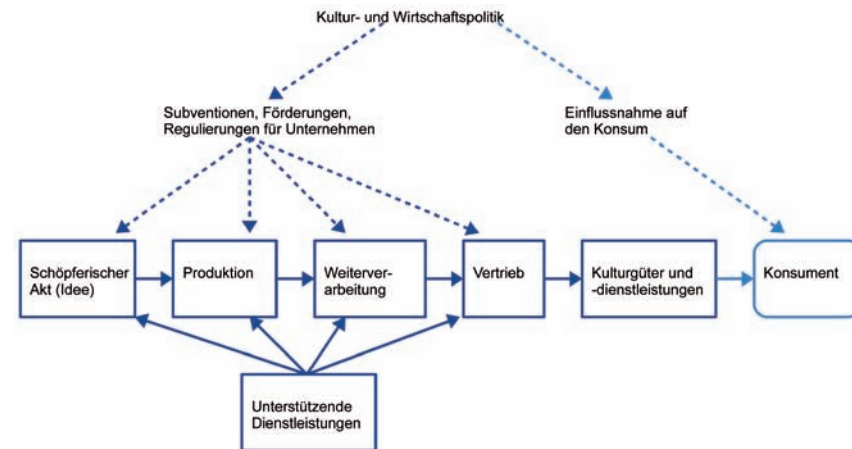 Kultur- und Wirtschaftspolitik
Subventionen, Förderungen,
Regulierungen für Unternehmen
Einflussnahme auf
den Konsum
Schöpferischer
Akt (Idee)
Produktion
Weiterver-
arbeitung
Vertrieb
Kulturgüter und
-dienstleistungen
Konsument
Unterstützende
Dienstleistungen